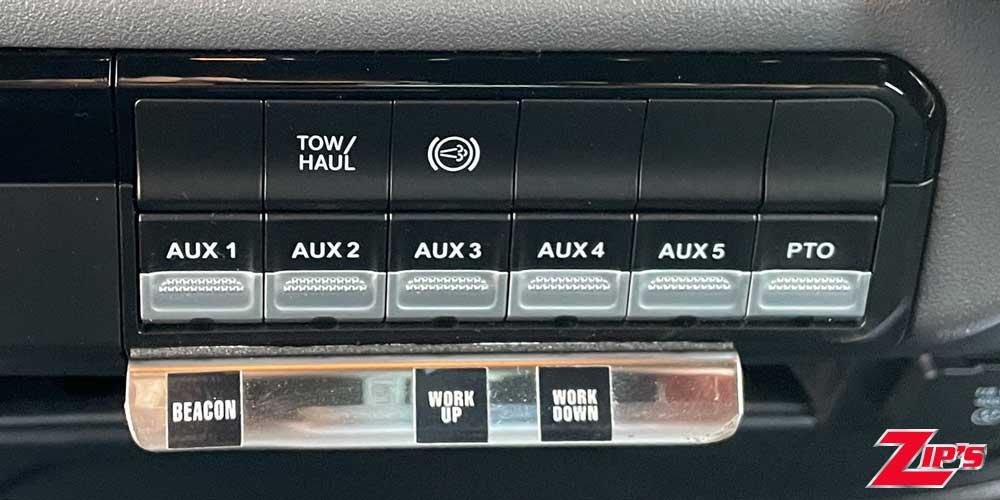 TOW/
HAUL
AUX 1 AUX 2 AUX 3 AUX 4 AUX 5 PTO
BEACON WORK UP WORK DOWN
ZIP'S